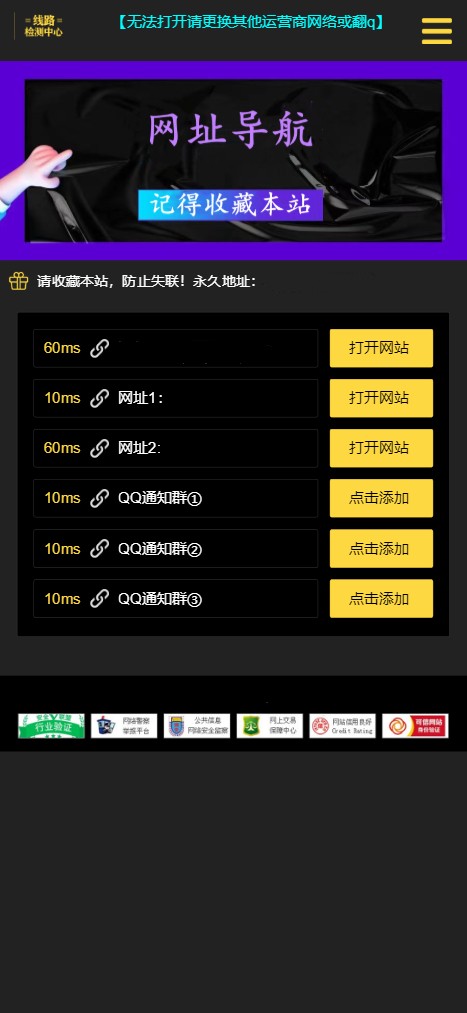 线路
检测中心
【无法打开请更换其他运营商网络或翻q】
网址导航
记得收藏本站
请收藏本站，防止失联！永久地址：
60ms
打开网站
10ms 网址1：
打开网站
60ms 网址2:
打开网站
10ms QQ通知群①
点击添加
10ms QQ通知群②
点击添加
10ms QQ通知群③
点击添加
安全联盟
行业验证
网络警察
举报平台
公共信息
网络安全监察
网上交易
保障中心
网站信用良好
Credit Rating
可信网站
身份验证